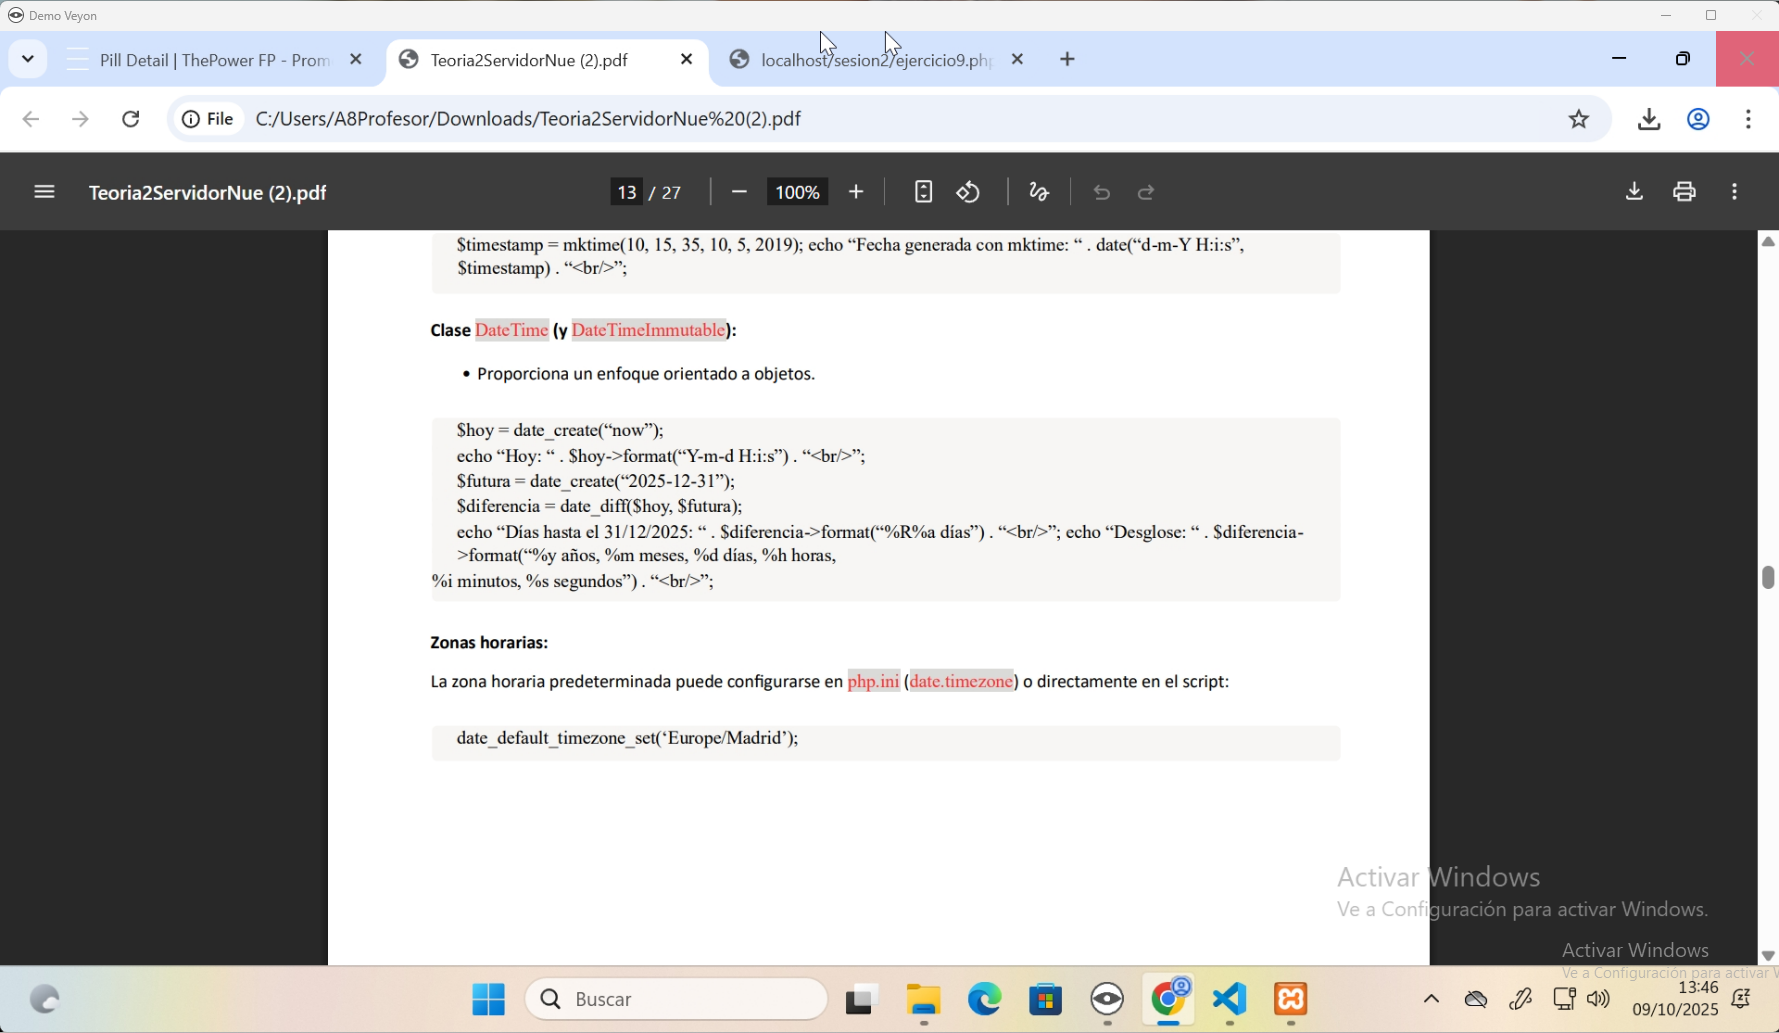 Demo Veyon
Pill Detail | ThePower FP - Prom
Teoria2ServidorNue (2).pdf
localhost/sesion2/ejercicio9.php
File
C:/Users/A8Profesor/Downloads/Teoria2ServidorNue%20(2).pdf
Teoria2ServidorNue (2).pdf
13 / 27
100%
$timestamp = mktime(10, 15, 35, 10, 5, 2019); echo “Fecha generada con mktime: “ . date(“d-m-Y H:i:s”,
$timestamp) . “<br/>”;
Clase DateTime (y DateTimeImmutable):
• Proporciona un enfoque orientado a objetos.
$hoy = date_create(“now”);
echo “Hoy: “ . $hoy->format(“Y-m-d H:i:s”) . “<br/>”;
$futura = date_create(“2025-12-31”);
$diferencia = date_diff($hoy, $futura);
echo “Días hasta el 31/12/2025: “ . $diferencia->format(“%R%a días”) . “<br/>”; echo “Desglose: “ . $diferencia-
>format(“%y años, %m meses, %d días, %h horas,
%i minutos, %s segundos”) . “<br/>”;
Zonas horarias:
La zona horaria predeterminada puede configurarse en php.ini (date.timezone) o directamente en el script:
date_default_timezone_set(‘Europe/Madrid’);
Activar Windows
Ve a Configuración para activar Windows.
Activar Windows
Ve a Configuración para activar
Buscar
13:46
09/10/2025